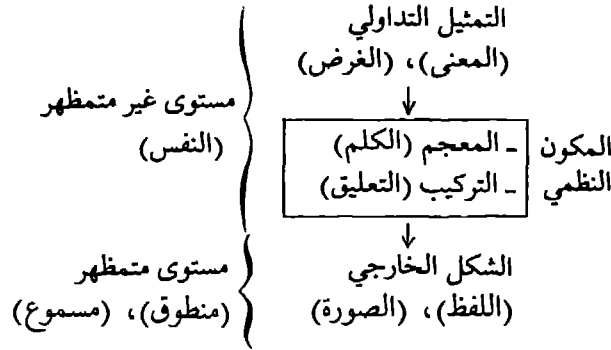 التمثيل التداولي
(المعنى)، (الغرض)
مستوى غير متمظهر
(النفس)
المكون
النظمي
ـ المعجم (الكلم)
ـ التركيب (التعليق)
الشكل الخارجي
(اللفظ)، (الصورة)
مستوى متمظهر
(منطوق)، (مسموع)